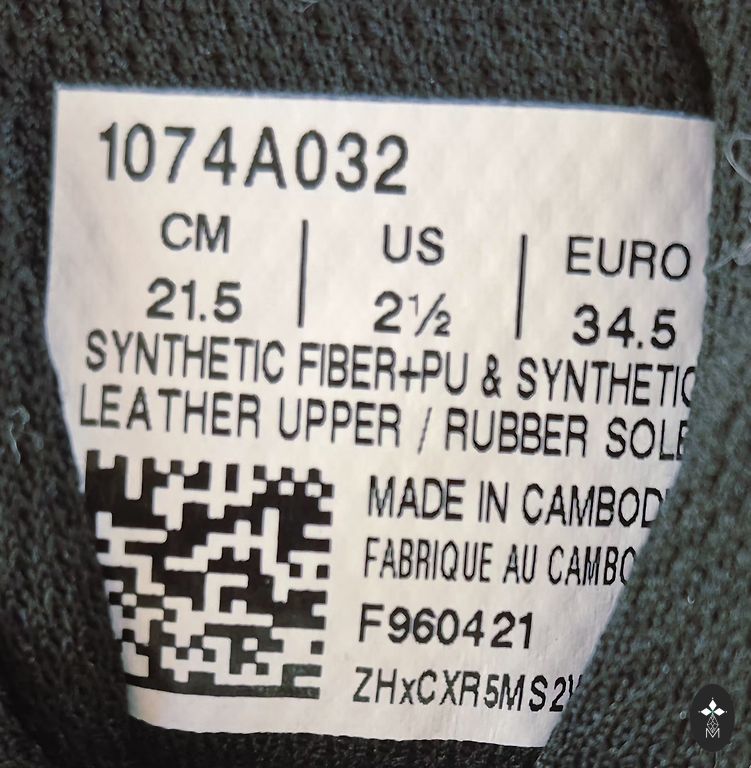 1074A032
CM | US | EURO
21.5 | 2½ | 34.5
SYNTHETIC FIBER+PU & SYNTHETIC
LEATHER UPPER / RUBBER SOLE
MADE IN CAMBOD
FABRIQUE AU CAMBO
F960421
ZHxCXR5MS2
M